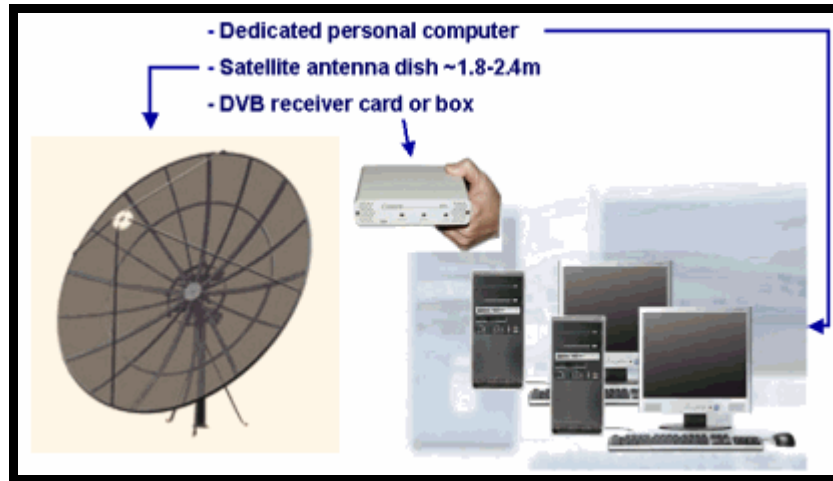 - Dedicated personal computer
- Satellite antenna dish ~1.8-2.4m
- DVB receiver card or box